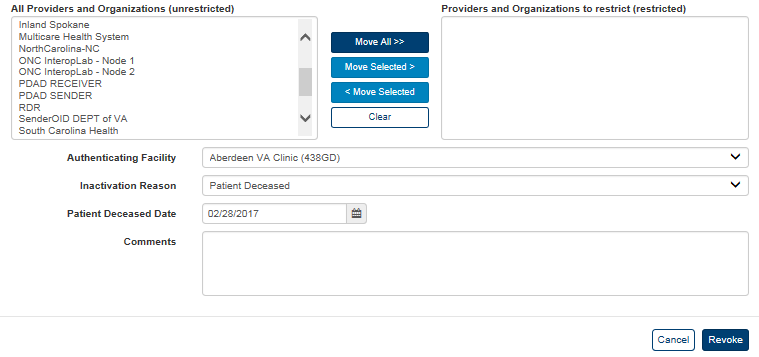 All Providers and Organizations (unrestricted)
Providers and Organizations to restrict (restricted)
Inland Spokane
Multicare Health System
NorthCarolina-NC
ONC InteropLab - Node 1
ONC InteropLab - Node 2
PDAD RECEIVER
PDAD SENDER
RDR
SenderOID DEPT of VA
South Carolina Health
Move All >>
Move Selected >
< Move Selected
Clear
Authenticating Facility
Aberdeen VA Clinic (438GD)
Inactivation Reason
Patient Deceased
Patient Deceased Date
02/28/2017
Comments
Cancel
Revoke